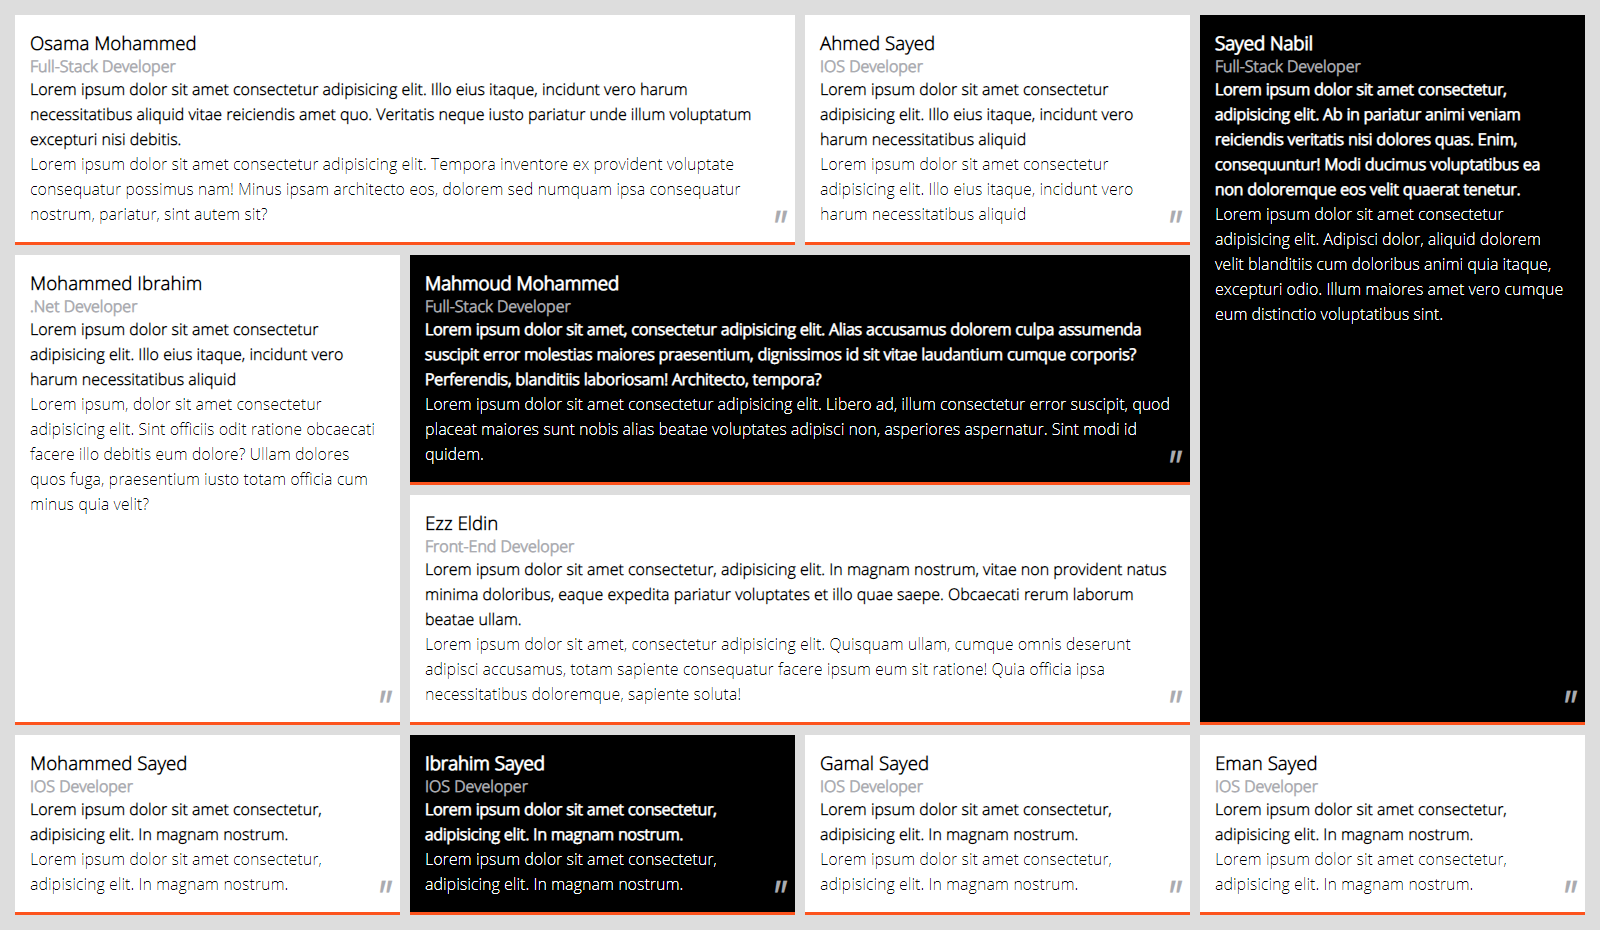 Osama Mohammed
Full-Stack Developer
Lorem ipsum dolor sit amet consectetur adipisicing elit. Illo eius itaque, incidunt vero harum
necessitatibus aliquid vitae reiciendis amet quo. Veritatis neque iusto pariatur unde illum voluptatum
excepturi nisi debitis.
Lorem ipsum dolor sit amet consectetur adipisicing elit. Tempora inventore ex provident voluptate
consequatur possimus nam! Minus ipsam architecto eos, dolorem sed numquam ipsa consequatur
nostrum, pariatur, sint autem sit?
"
Ahmed Sayed
IOS Developer
Lorem ipsum dolor sit amet consectetur
adipisicing elit. Illo eius itaque, incidunt vero
harum necessitatibus aliquid
Lorem ipsum dolor sit amet consectetur
adipisicing elit. Illo eius itaque, incidunt vero
harum necessitatibus aliquid
"
Sayed Nabil
Full-Stack Developer
Lorem ipsum dolor sit amet consectetur,
adipisicing elit. Ab in pariatur animi veniam
reiciendis veritatis nisi dolores quas. Enim,
consequuntur! Modi ducimus voluptatibus ea
non doloremque eos velit quaerat tenetur.
Lorem ipsum dolor sit amet consectetur
adipisicing elit. Adipisci dolor, aliquid dolorem
velit blanditiis cum doloribus animi quia itaque,
excepturi odio. Illum maiores amet vero cumque
eum distinctio voluptatibus sint.
"
Mohammed Ibrahim
.Net Developer
Lorem ipsum dolor sit amet consectetur
adipisicing elit. Illo eius itaque, incidunt vero
harum necessitatibus aliquid
Lorem ipsum, dolor sit amet consectetur
adipisicing elit. Sint officiis odit ratione obcaecati
facere illo debitis eum dolore? Ullam dolores
quos fuga, praesentium iusto totam officia cum
minus quia velit?
"
Mahmoud Mohammed
Full-Stack Developer
Lorem ipsum dolor sit amet, consectetur adipisicing elit. Alias accusamus dolorem culpa assumenda
suscipit error molestias maiores praesentium, dignissimos id sit vitae laudantium cumque corporis?
Perferendis, blanditiis laboriosam! Architecto, tempora?
Lorem ipsum dolor sit amet consectetur adipisicing elit. Libero ad, illum consectetur error suscipit, quod
placeat maiores sunt nobis alias beatae voluptates adipisci non, asperiores aspernatur. Sint modi id
quidem.
"
Ezz Eldin
Front-End Developer
Lorem ipsum dolor sit amet consectetur, adipisicing elit. In magnam nostrum, vitae non provident natus
minima doloribus, eaque expedita pariatur voluptates et illo quae saepe. Obcaecati rerum laborum
beatae ullam.
Lorem ipsum dolor sit amet, consectetur adipisicing elit. Quisquam ullam, cumque omnis deserunt
adipisci accusamus, totam sapiente consequatur facere ipsum eum sit ratione! Quia officia ipsa
necessitatibus doloremque, sapiente soluta!
"
Mohammed Sayed
IOS Developer
Lorem ipsum dolor sit amet consectetur,
adipisicing elit. In magnam nostrum.
Lorem ipsum dolor sit amet consectetur,
adipisicing elit. In magnam nostrum.
"
Ibrahim Sayed
IOS Developer
Lorem ipsum dolor sit amet consectetur,
adipisicing elit. In magnam nostrum.
Lorem ipsum dolor sit amet consectetur,
adipisicing elit. In magnam nostrum.
"
Gamal Sayed
IOS Developer
Lorem ipsum dolor sit amet consectetur,
adipisicing elit. In magnam nostrum.
Lorem ipsum dolor sit amet consectetur,
adipisicing elit. In magnam nostrum.
"
Eman Sayed
IOS Developer
Lorem ipsum dolor sit amet consectetur,
adipisicing elit. In magnam nostrum.
Lorem ipsum dolor sit amet consectetur,
adipisicing elit. In magnam nostrum.
"